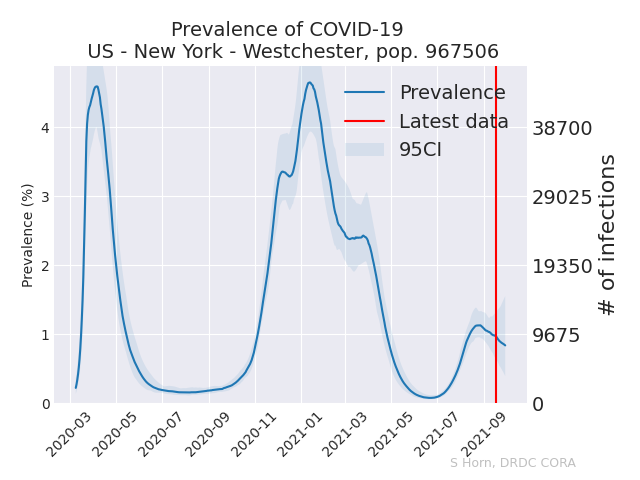 Prevalence of COVID-19
US - New York - Westchester, pop. 967506
Prevalence
Latest data
95CI
Prevalence (%)
4
3
2
1
0
# of infections
38700
29025
19350
9675
0
2020-03
2020-05
2020-07
2020-09
2020-11
2021-01
2021-03
2021-05
2021-07
2021-09
S Horn, DRDC CORA